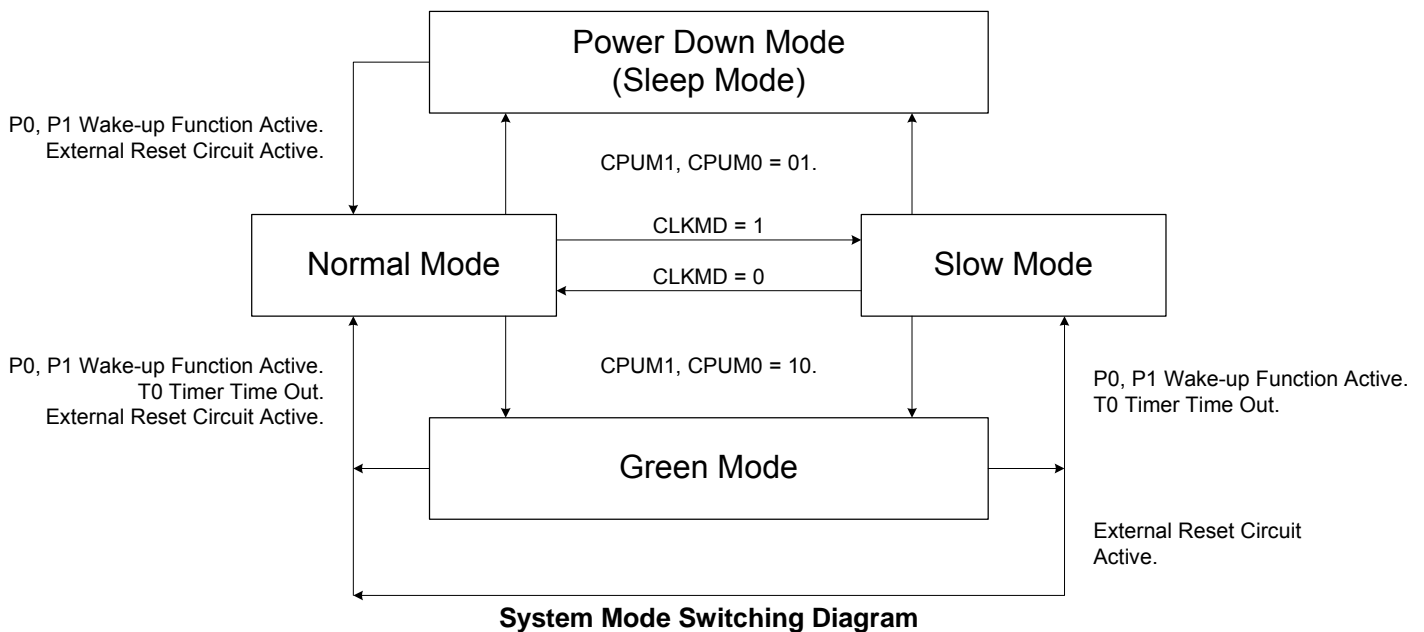 Power Down Mode
(Sleep Mode)
P0, P1 Wake-up Function Active.
External Reset Circuit Active.
CPUM1, CPUM0 = 01.
CLKMD = 1
Normal Mode
Slow Mode
CLKMD = 0
P0, P1 Wake-up Function Active.
T0 Timer Time Out.
External Reset Circuit Active.
CPUM1, CPUM0 = 10.
P0, P1 Wake-up Function Active.
T0 Timer Time Out.
Green Mode
External Reset Circuit
Active.
System Mode Switching Diagram